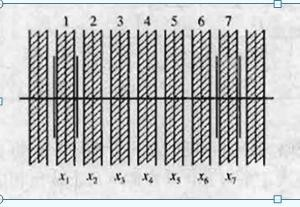 1 2 3 4 5 6 7
x₁ x₂ x₃ x₄ x₅ x₆ x₇